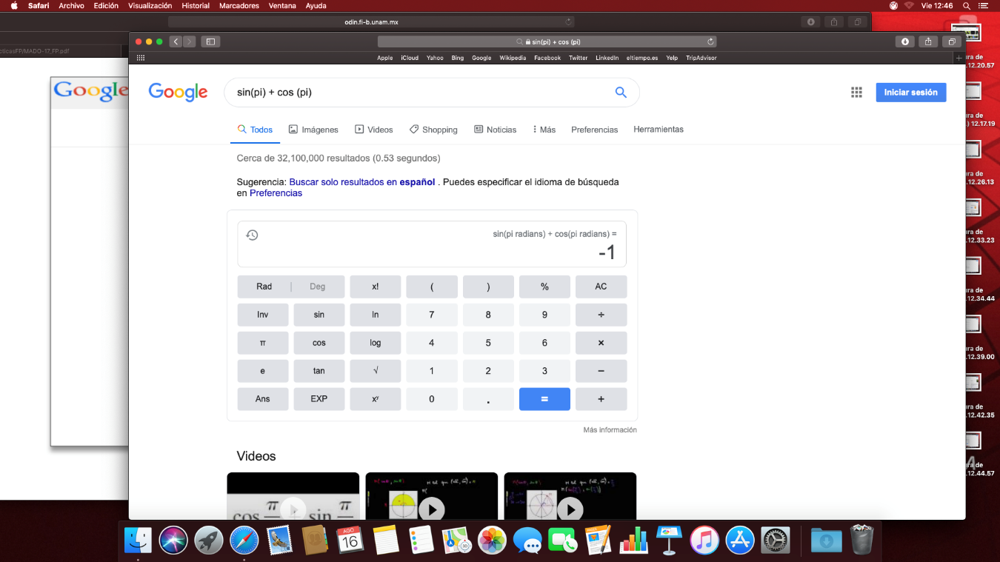 Safari Archivo Edición Visualización Historial Marcadores Ventana Ayuda
Vie 12:46
odin.fi-b.unam.mx
cticasFP/MADO-17_FP.pdf
Google
sin(pi) + cos (pi)
Apple iCloud Yahoo Bing Google Wikipedia Facebook Twitter LinkedIn eltiempo.es Yelp TripAdvisor
Google
sin(pi) + cos (pi)
Iniciar sesión
Todos Imágenes Videos Shopping Noticias Más Preferencias Herramientas
Cerca de 32,100,000 resultados (0.53 segundos)
Sugerencia: Buscar solo resultados en español . Puedes especificar el idioma de búsqueda
en Preferencias
sin(pi radians) + cos(pi radians) =
-1
Rad | Deg x! ( ) % AC
Inv sin ln 7 8 9 ÷
π cos log 4 5 6 ×
e tan √ 1 2 3 −
Ans EXP xʸ 0 . = +
Más información
Videos
cos π sin π
ra de
.12.20.57
ra de
) 12.17.19
ra de
.12.26.13
ra de
.12.33.23
ra de
.12.34.44
ra de
.12.39.00
ra de
.12.42.35
ra de
.12.44.57
AGO
16